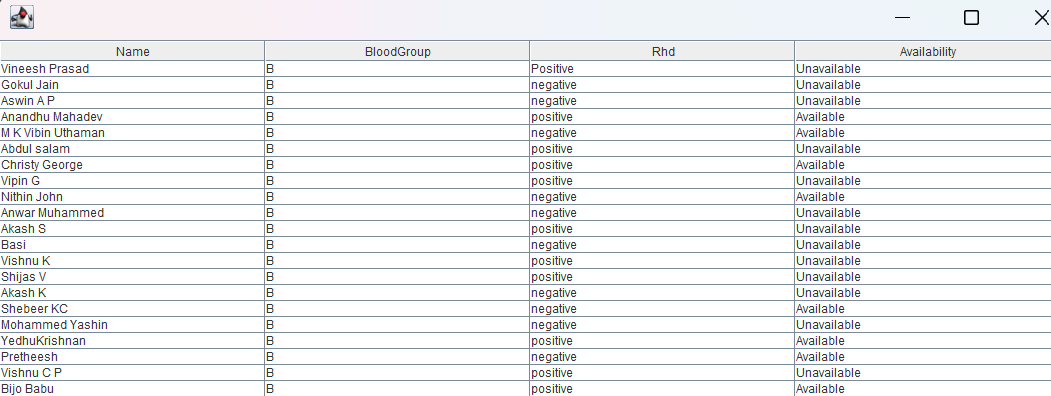 Name BloodGroup Rhd Availability
Vineesh Prasad B Positive Unavailable
Gokul Jain B negative Unavailable
Aswin A P B negative Unavailable
Anandhu Mahadev B positive Available
M K Vibin Uthaman B negative Available
Abdul salam B positive Unavailable
Christy George B positive Available
Vipin G B positive Unavailable
Nithin John B negative Available
Anwar Muhammed B negative Unavailable
Akash S B positive Unavailable
Basi B negative Unavailable
Vishnu K B positive Unavailable
Shijas V B positive Unavailable
Akash K B negative Unavailable
Shebeer KC B negative Available
Mohammed Yashin B negative Unavailable
YedhuKrishnan B positive Available
Pretheesh B negative Available
Vishnu C P B positive Unavailable
Bijo Babu B positive Available